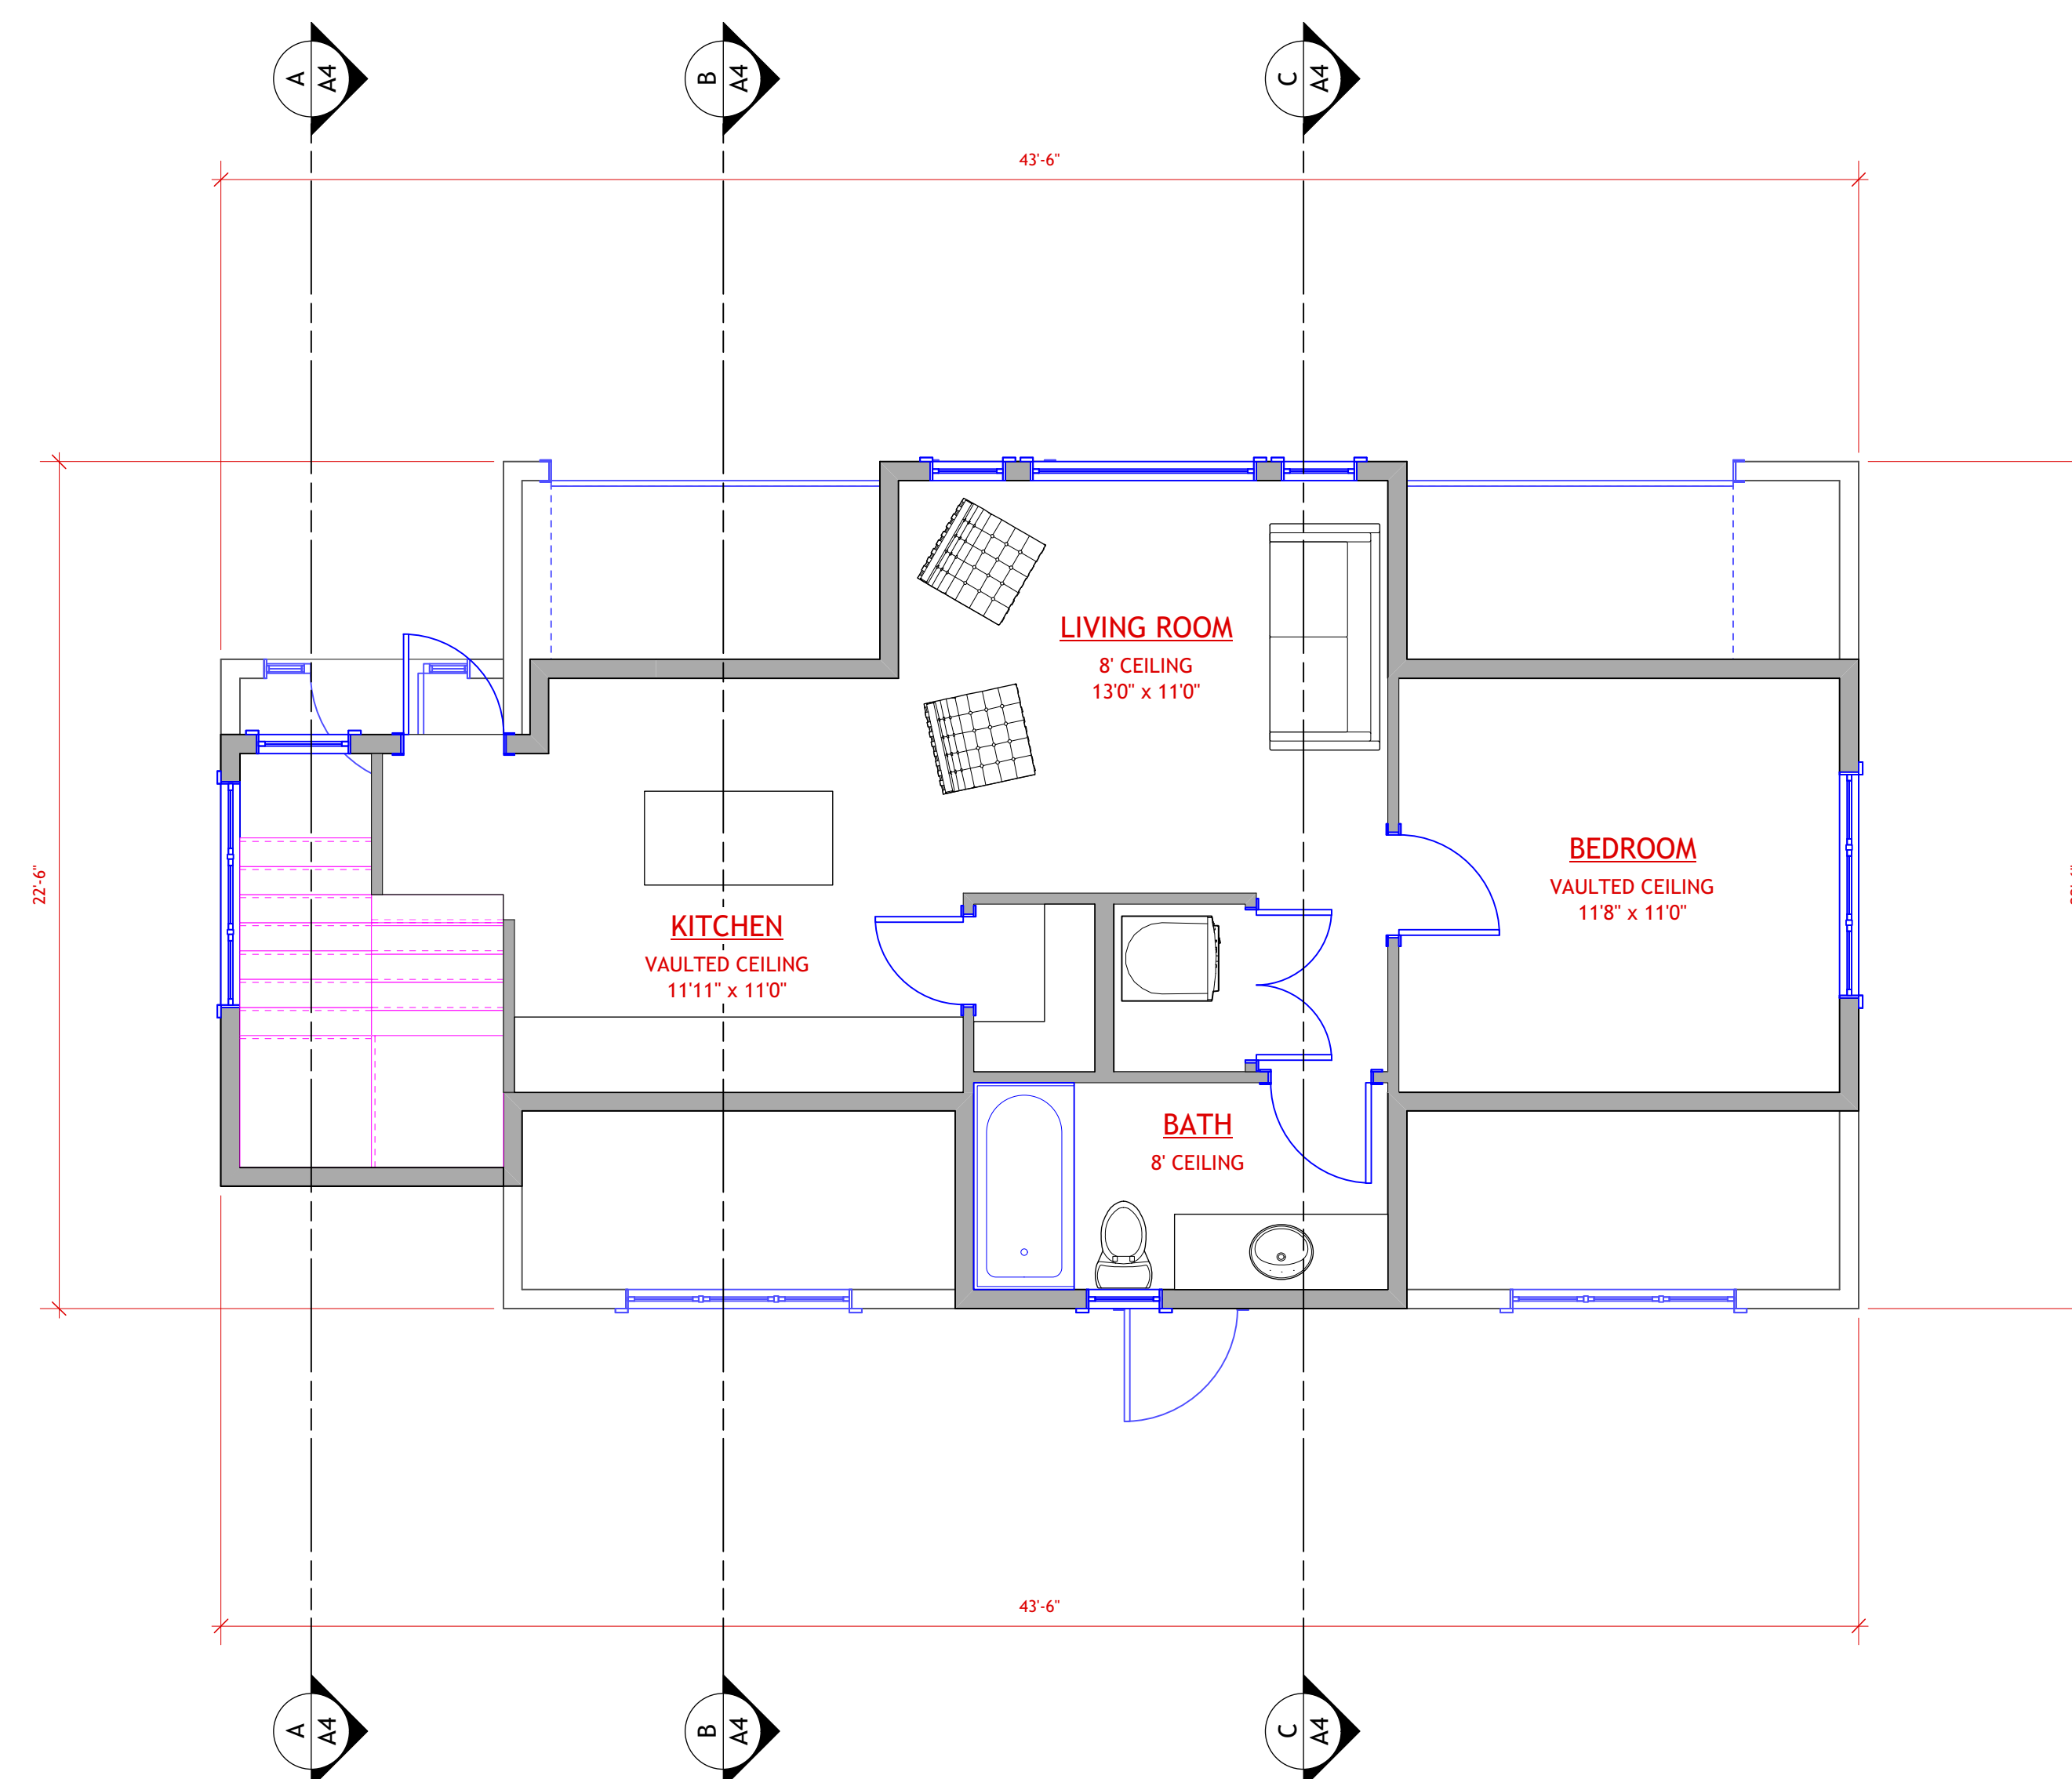 A
A4
B
A4
C
A4
43'-6"
22'-6"
LIVING ROOM
8' CEILING
13'0" x 11'0"
BEDROOM
VAULTED CEILING
11'8" x 11'0"
KITCHEN
VAULTED CEILING
11'11" x 11'0"
BATH
8' CEILING
43'-6"
A
A4
B
A4
C
A4